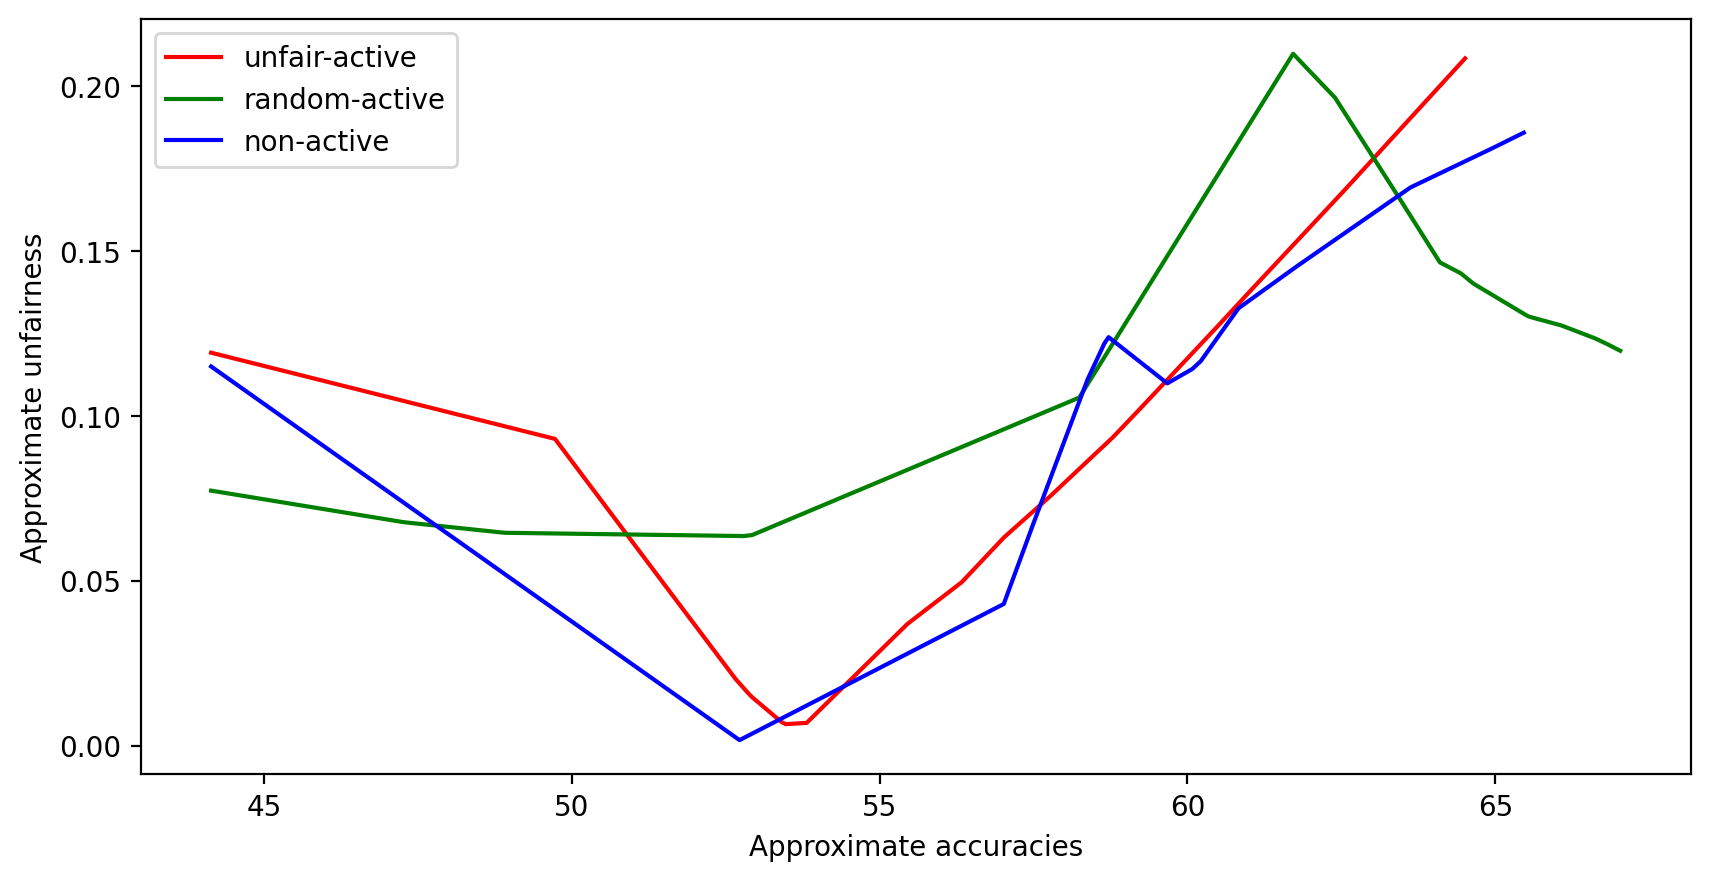 unfair-active
random-active
non-active
Approximate unfairness
0.20
0.15
0.10
0.05
0.00
45 50 55 60 65
Approximate accuracies